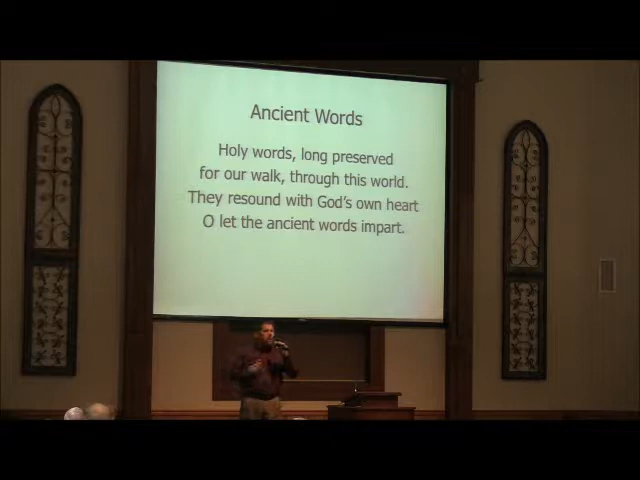 Ancient Words
Holy words, long preserved
for our walk, through this world.
They resound with God's own heart
O let the ancient words impart.